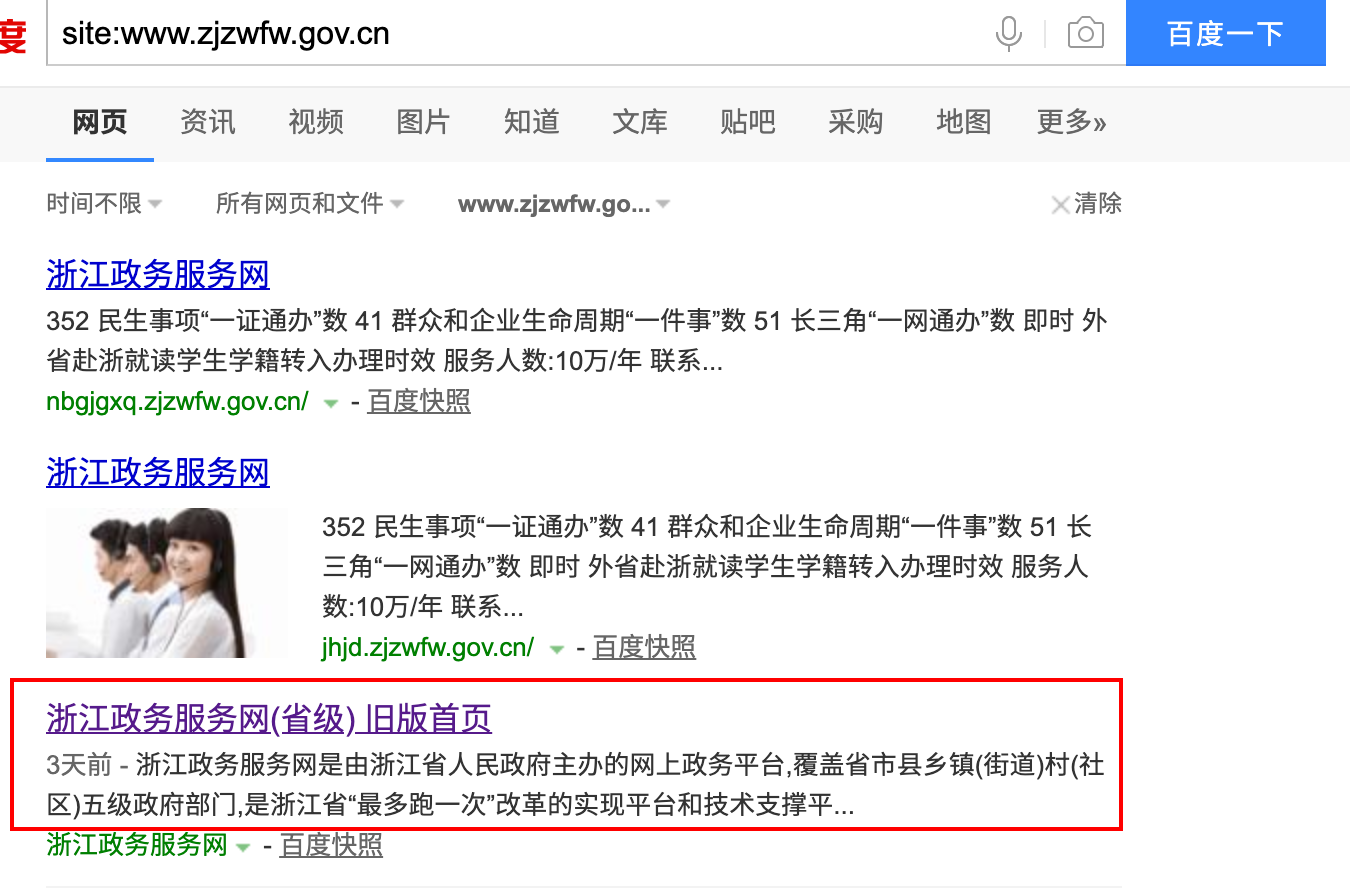 度
site:www.zjzwfw.gov.cn
百度一下
网页 资讯 视频 图片 知道 文库 贴吧 采购 地图 更多»
时间不限 所有网页和文件 www.zjzwfw.go... 清除
浙江政务服务网
352 民生事项“一证通办”数 41 群众和企业生命周期“一件事”数 51 长三角“一网通办”数 即时 外
省赴浙就读学生学籍转入办理时效 服务人数:10万/年 联系...
nbgjgxq.zjzwfw.gov.cn/ - 百度快照
浙江政务服务网
352 民生事项“一证通办”数 41 群众和企业生命周期“一件事”数 51 长
三角“一网通办”数 即时 外省赴浙就读学生学籍转入办理时效 服务人
数:10万/年 联系...
jhjd.zjzwfw.gov.cn/ - 百度快照
浙江政务服务网(省级) 旧版首页
3天前 - 浙江政务服务网是由浙江省人民政府主办的网上政务平台,覆盖省市县乡镇(街道)村(社
区)五级政府部门,是浙江省“最多跑一次”改革的实现平台和技术支撑平...
浙江政务服务网 - 百度快照